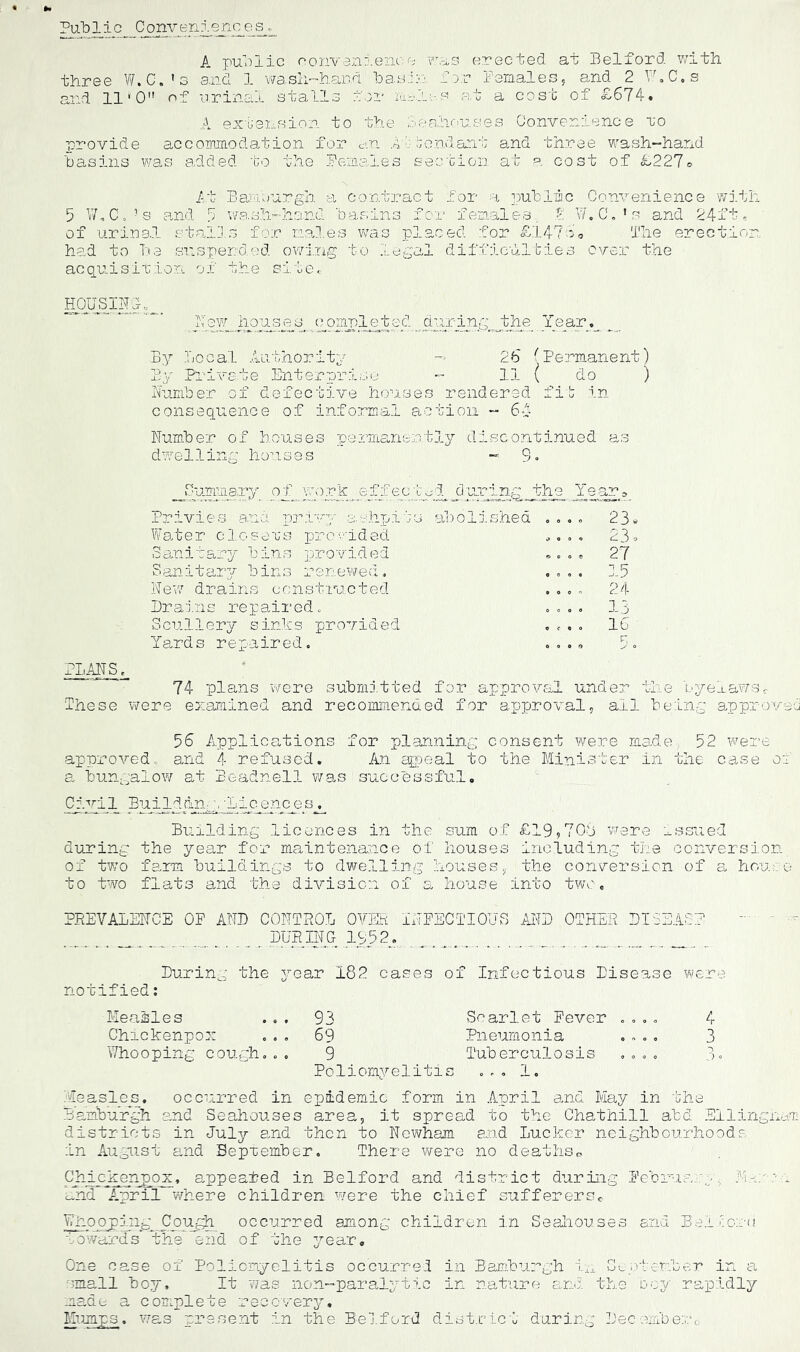 Public Conveniences.
A public convenience was erected at Belford with
three W.C.'s and 1 wash-hand basin for Females, and 2 W.C.s
and 11'0" of urinal stalls for males at a cost of £674.
A extension to the Seahouses Convenience to
provide accommodation for an Attendant and three wash-hand
basins was added to the Females section at a cost of £227.
At Bamburgh a contract for a public Convenience with
5 W.C.'s and 5 wash-hand basins for females, 2 W.C.'s and 24ft.
of urinal stalls for males was placed for The erection
had to be suspended owing to legal difficulties over the
acquisition of the site.
HOUSING.
New houses completed during the Year.
By Local Authority - 26 (Permanent)
By Private Enterprise - 11 ( do )
Number of defective houses rendered fit in
consequence of informal action - 64
Number of houses permanently discontinued as
dwelling houses - 9.
Summary of work effected during the Year.
Privies and privy ashpits abolished .... 23.
Water closets provided .... 23.
Sanitary bins provided .... 27
Sanitary bins renewed. .... 15
New drains constructed .... 24
Drains repaired. .... 13
Scullery sinks provided .... 16
Yards repaired. .... 5.
PLANS.
74 plans were submitted for approval under the byelaws.
These were examined and recommended for approval, all being approved
56 Applications for planning consent were made, 52 were
approved, and 4 refused. An appeal to the Minister in the case of
a bungalow at Beadnell was successful.
Civil Building Licences.
Building licences in the sum of were issued
during the year for maintenance of houses including the conversion
of two farm buildings to dwelling houses, the conversion of a house
to two flats and the division of a house into two.
PREVALENCE OF AND CONTROL OVER INFECTIOUS AND OTHER DISEASE
DURING 1952.
During the year 182 cases of Infectious Disease were
notified:
Measles ... 93 Scarlet Fever .... 4
Chickenpox ... 69 Pneumonia .... 3
Whooping cough... 9 Tuberculosis .... 3.
Poliomyelitis ... 1.
Measles. occurred in epidemic form in April and May in the
Bamburgh and Seahouses area, it spread to the Chathill abd Ellingham
districts in July and then to Newham and Lucker neighbourhoods
in August and September. There were no deaths.
Chickenpox, appeated in Belford and district during February, March
and April where children were the chief sufferers.
Whooping Cough occurred among children in Seahouses and Belford
towards the end of the year.
One case of Poliomyelitis occurred in Bamburgh in September in a
small boy. It was non-paralytic in nature and the boy rapidly
made a complete recovery.
Mumps. was present in the Belford district during December.